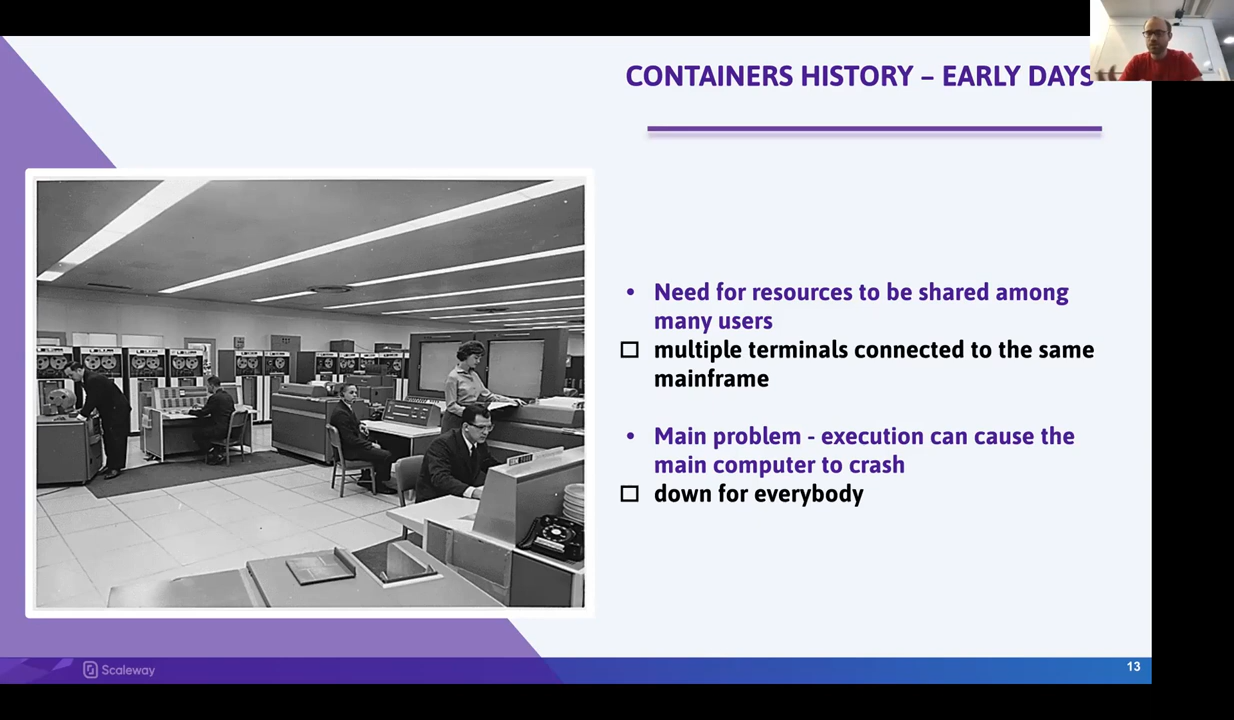 CONTAINERS HISTORY – EARLY DAYS
• Need for resources to be shared among
many users
□ multiple terminals connected to the same
mainframe
• Main problem - execution can cause the
main computer to crash
□ down for everybody
Scaleway
13